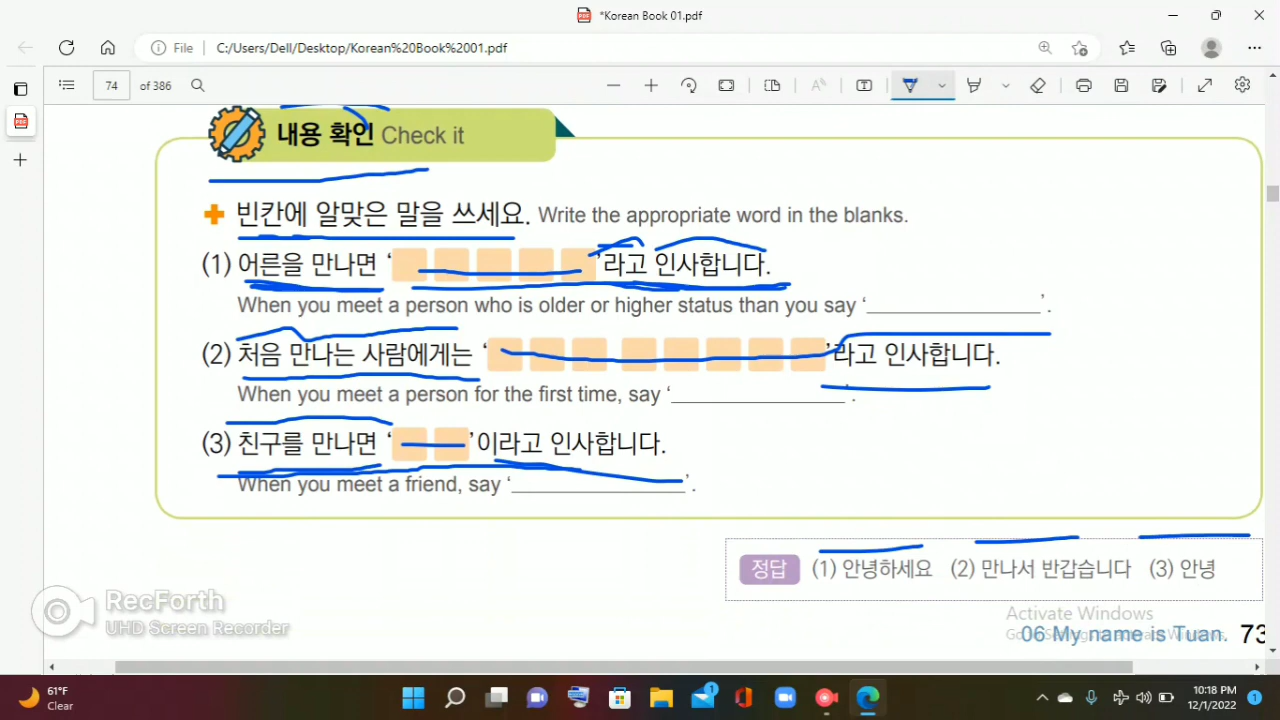 *Korean Book 01.pdf
File C:/Users/Dell/Desktop/Korean%20Book%2001.pdf
74 of 386
내용 확인 Check it
빈칸에 알맞은 말을 쓰세요. Write the appropriate word in the blanks.
(1) 어른을 만나면 ‘ ’라고 인사합니다.
When you meet a person who is older or higher status than you say ‘ ’.
(2) 처음 만나는 사람에게는 ‘ ’라고 인사합니다.
When you meet a person for the first time, say ‘ ’.
(3) 친구를 만나면 ‘ ’이라고 인사합니다.
When you meet a friend, say ‘ ’.
정답 (1) 안녕하세요 (2) 만나서 반갑습니다 (3) 안녕
RecForth
UHD Screen Recorder
Activate Windows
06 My name is Tuan. 73
61°F
Clear
1
10:18 PM
12/1/2022
1